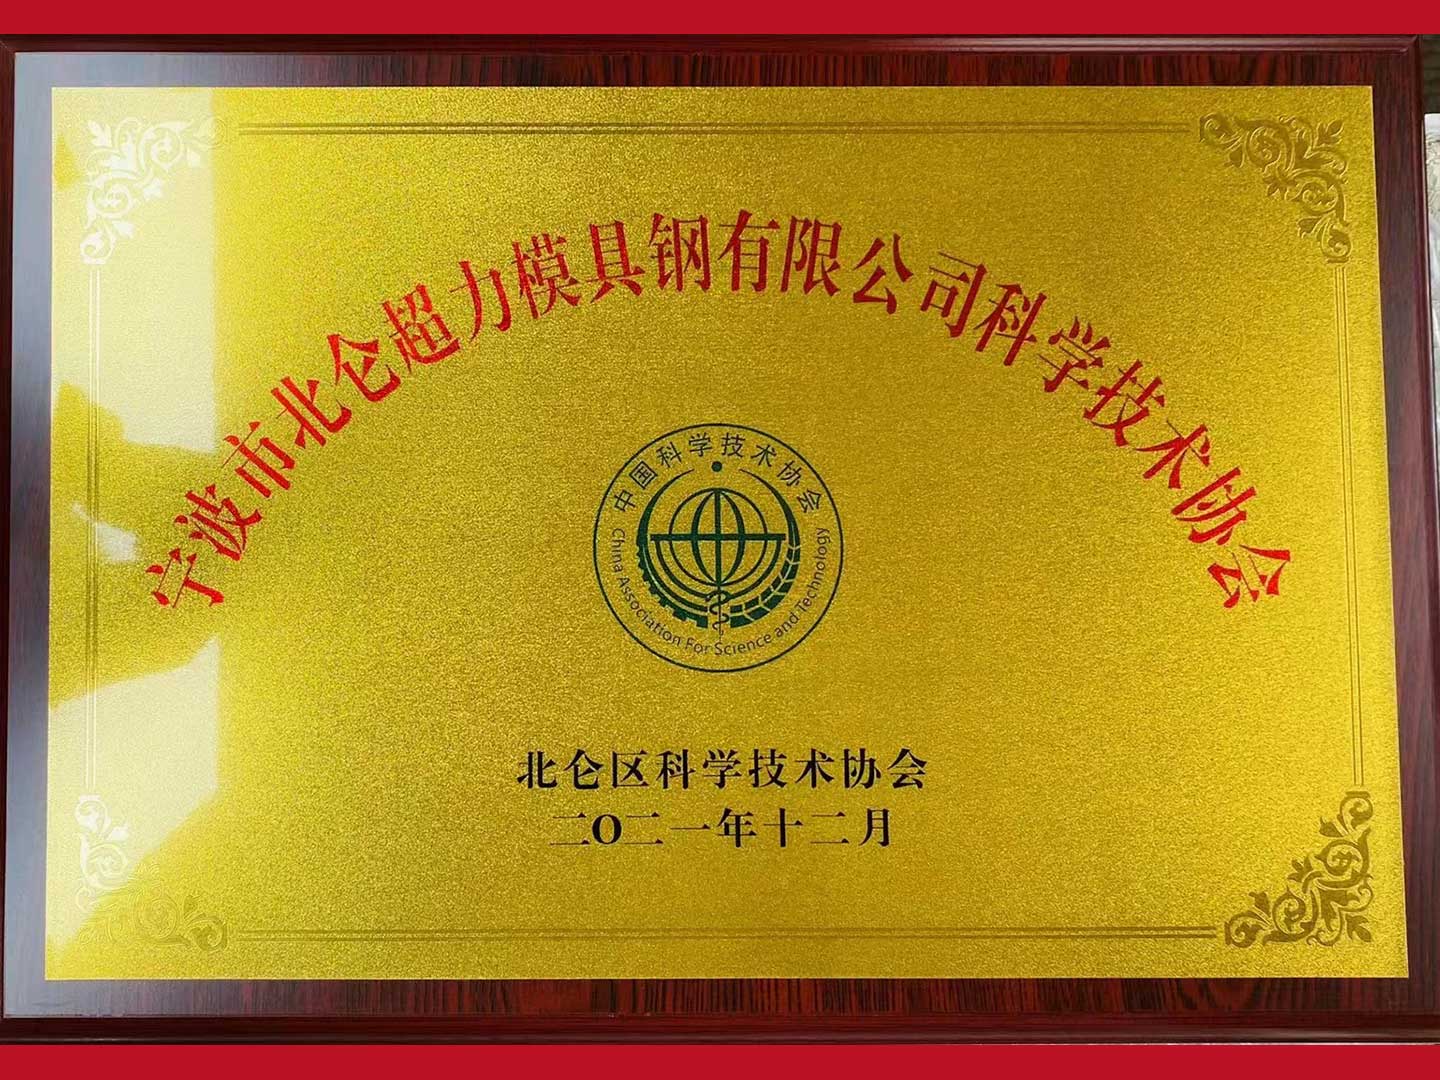 宁波市北仑超力模具钢有限公司科学技术协会
中国科学技术协会
China Association For Science and Technology
北仑区科学技术协会
二O二一年十二月